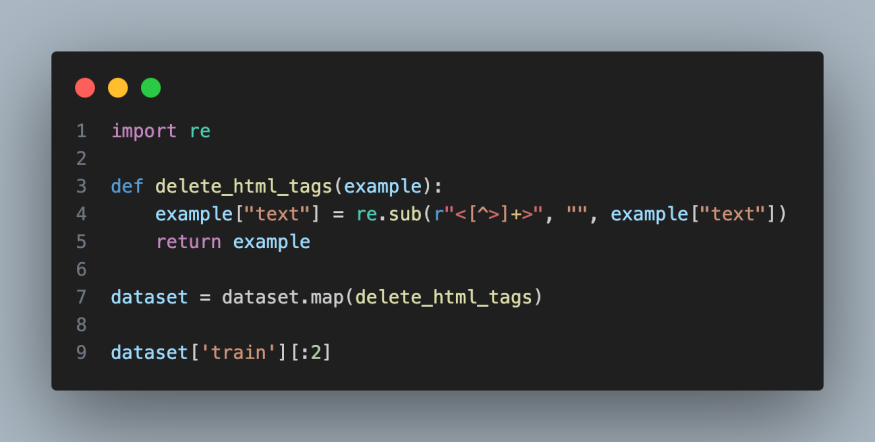 1 import re
2
3 def delete_html_tags(example):
4     example["text"] = re.sub(r"<[^>]+>", "", example["text"])
5     return example
6
7 dataset = dataset.map(delete_html_tags)
8
9 dataset['train'][:2]